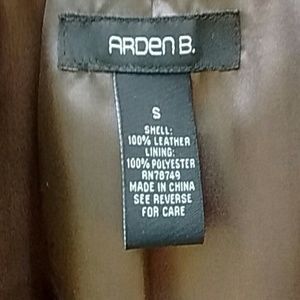 ARDEN B.
S
SHELL:
100% LEATHER
LINING:
100% POLYESTER
RN78749
MADE IN CHINA
SEE REVERSE
FOR CARE